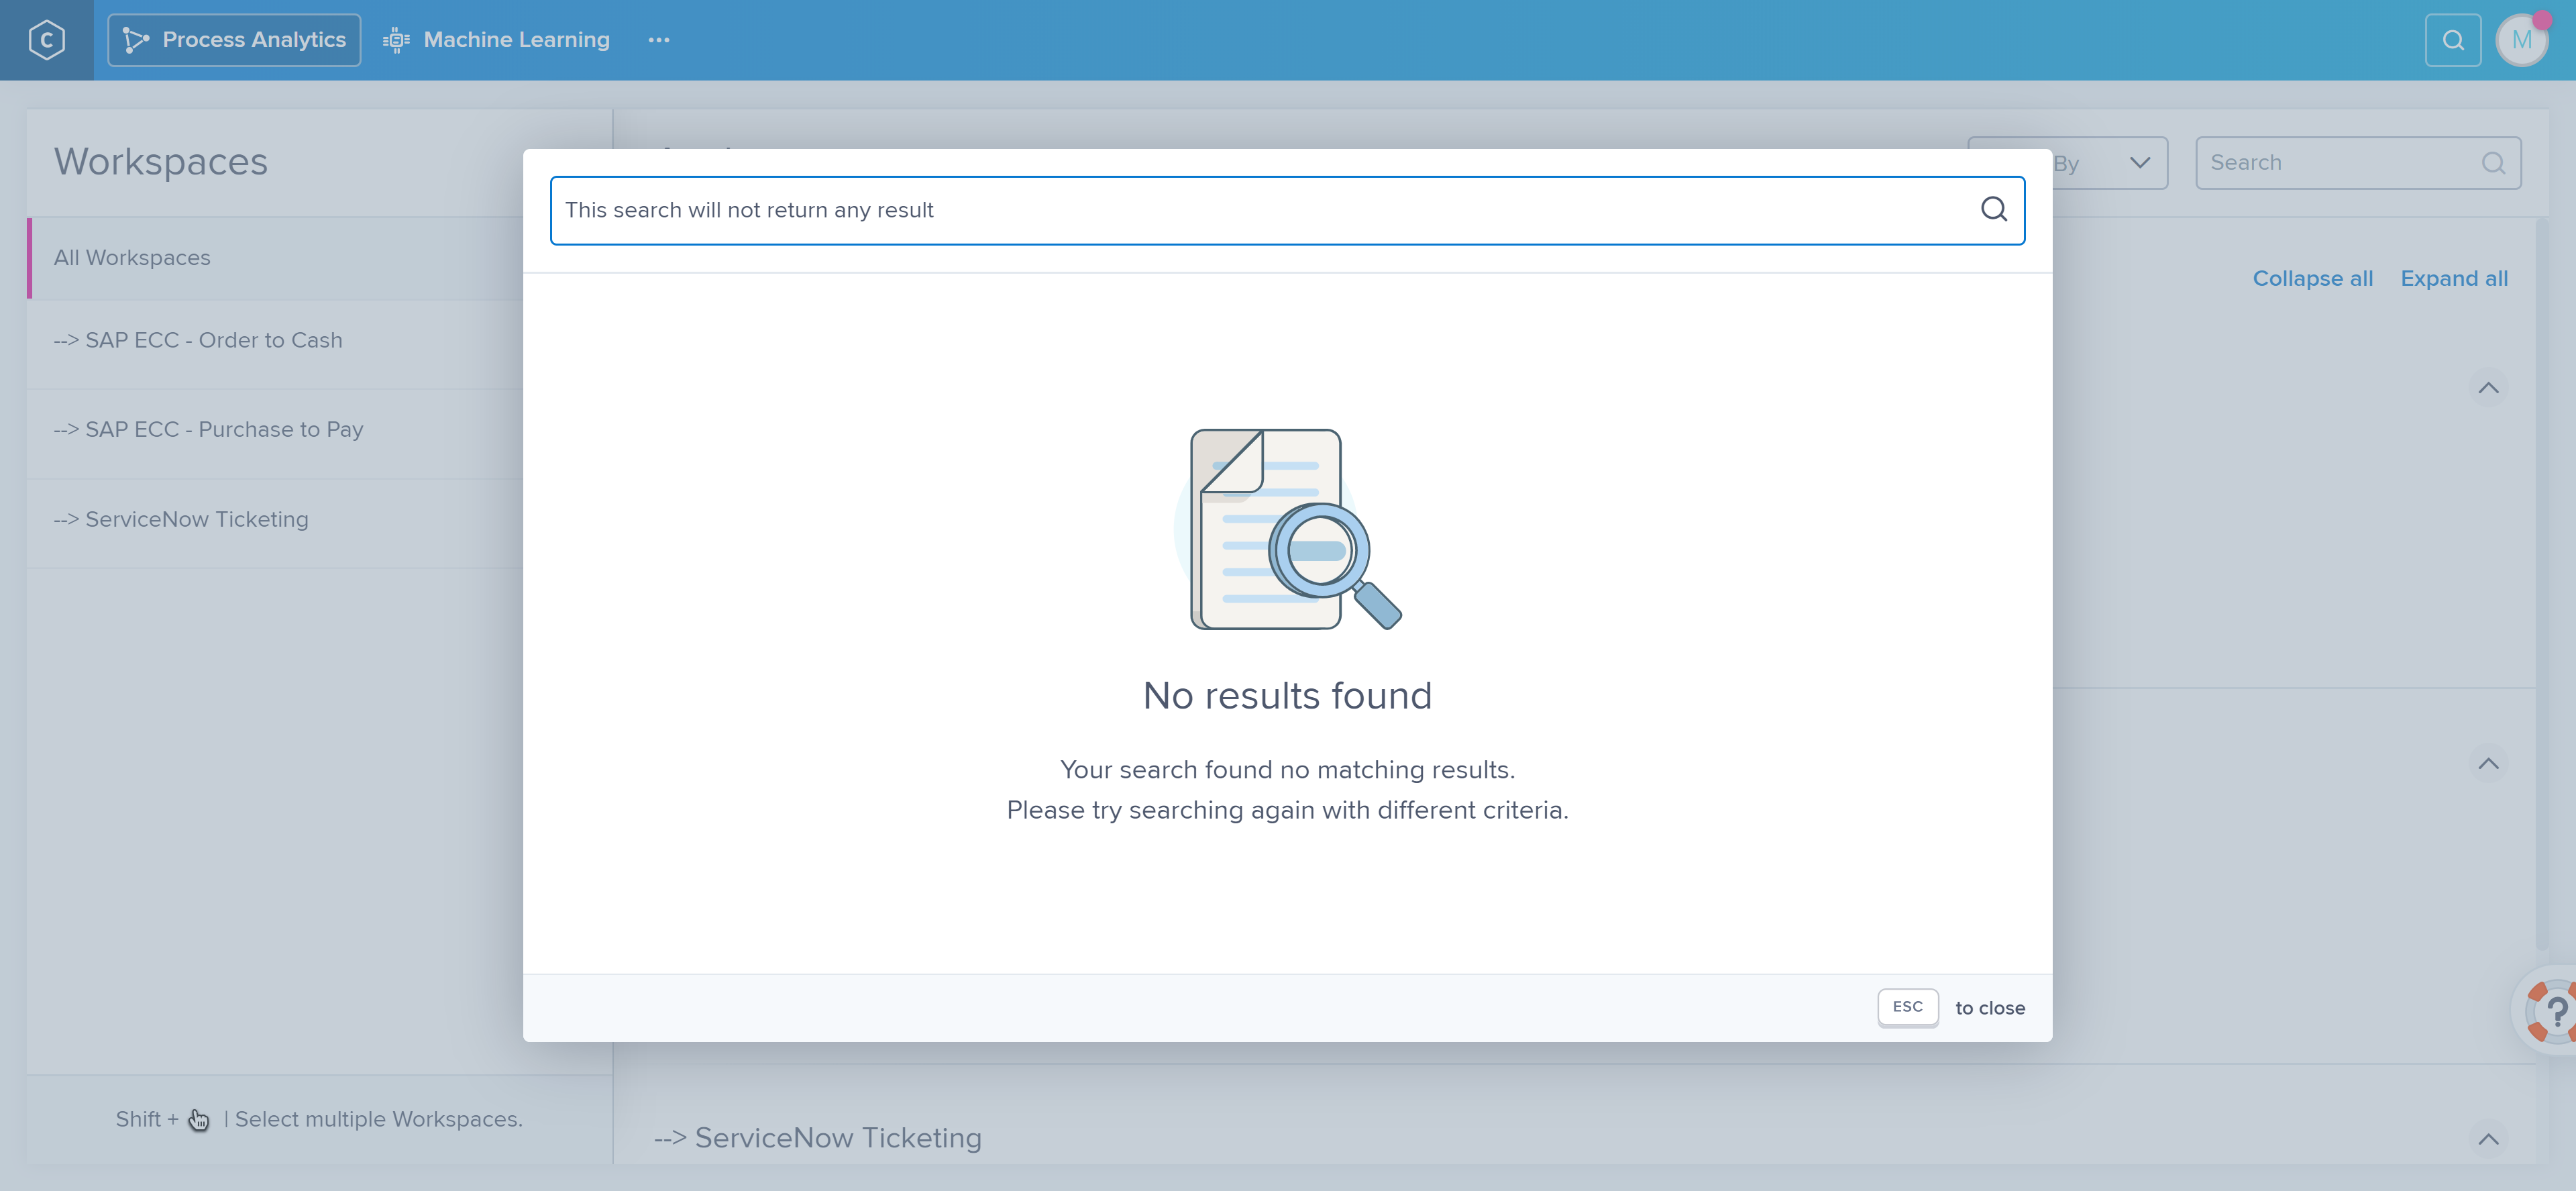 C
Process Analytics
Machine Learning
M
Workspaces
By
Search
This search will not return any result
All Workspaces
Collapse all
Expand all
--> SAP ECC - Order to Cash
--> SAP ECC - Purchase to Pay
--> ServiceNow Ticketing
No results found
Your search found no matching results.
Please try searching again with different criteria.
ESC to close
?
Shift + | Select multiple Workspaces.
--> ServiceNow Ticketing